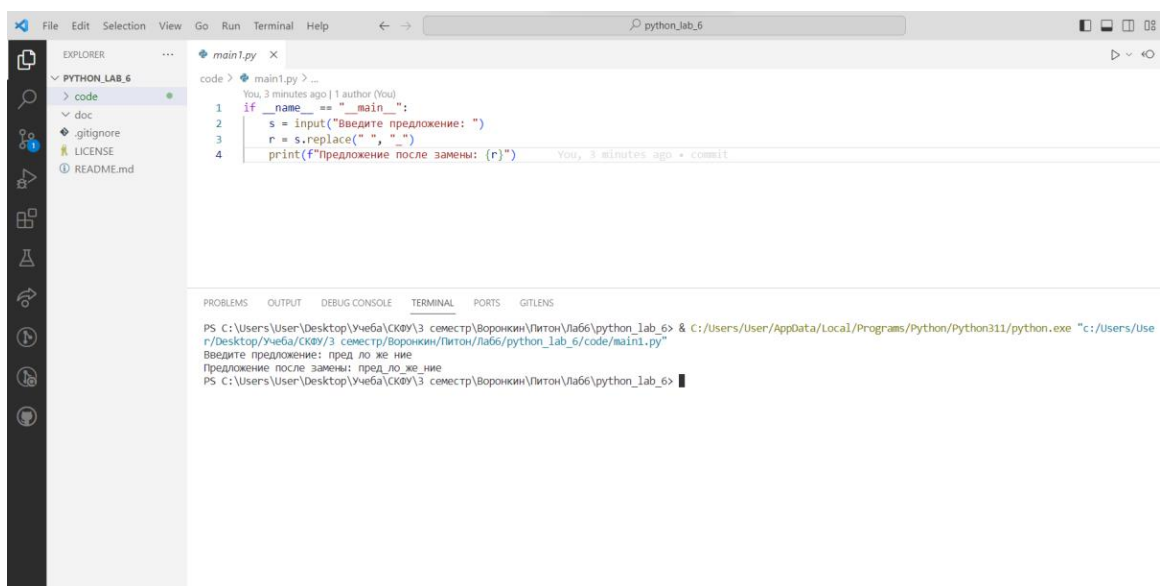 File Edit Selection View Go Run Terminal Help
python_lab_6
EXPLORER
PYTHON_LAB_6
code
doc
.gitignore
LICENSE
README.md
1
main1.py
code > main1.py > ...
You, 3 minutes ago | 1 author (You)
1 if __name__ == "__main__":
2 s = input("Введите предложение: ")
3 r = s.replace(" ", "_")
4 print(f"Предложение после замены: {r}") You, 3 minutes ago • commit
PROBLEMS OUTPUT DEBUG CONSOLE TERMINAL PORTS GITLENS
PS C:\Users\User\Desktop\Учеба\СКФУ\3 семестр\Воронкин\Питон\Лаб6\python_lab_6> & C:/Users/User/AppData/Local/Programs/Python/Python311/python.exe "c:/Users/Use
r/Desktop/Учеба/СКФУ/3 семестр/Воронкин/Питон/Лаб6/python_lab_6/code/main1.py"
Введите предложение: пред ло же ние
Предложение после замены: пред_ло_же_ние
PS C:\Users\User\Desktop\Учеба\СКФУ\3 семестр\Воронкин\Питон\Лаб6\python_lab_6>